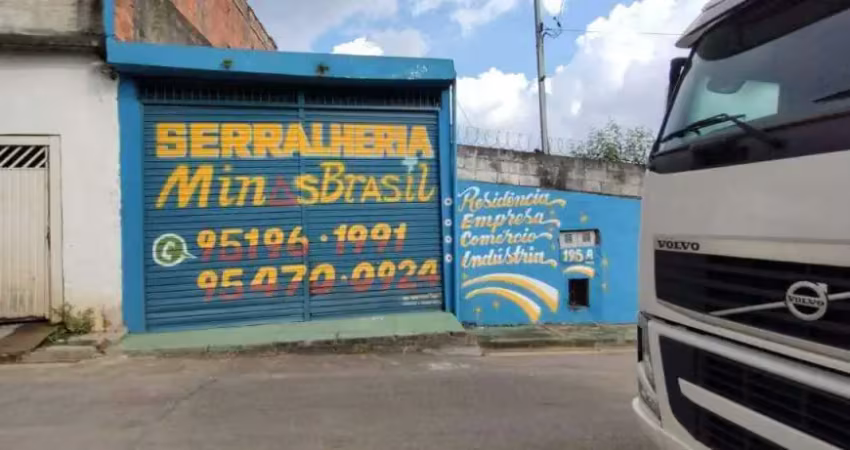 SERRALHERIA
MinasBrasil
95196·1991
95470·0924
Residência
Empresa
Comercio
Indústria
195 A
VOLVO
VOLVO